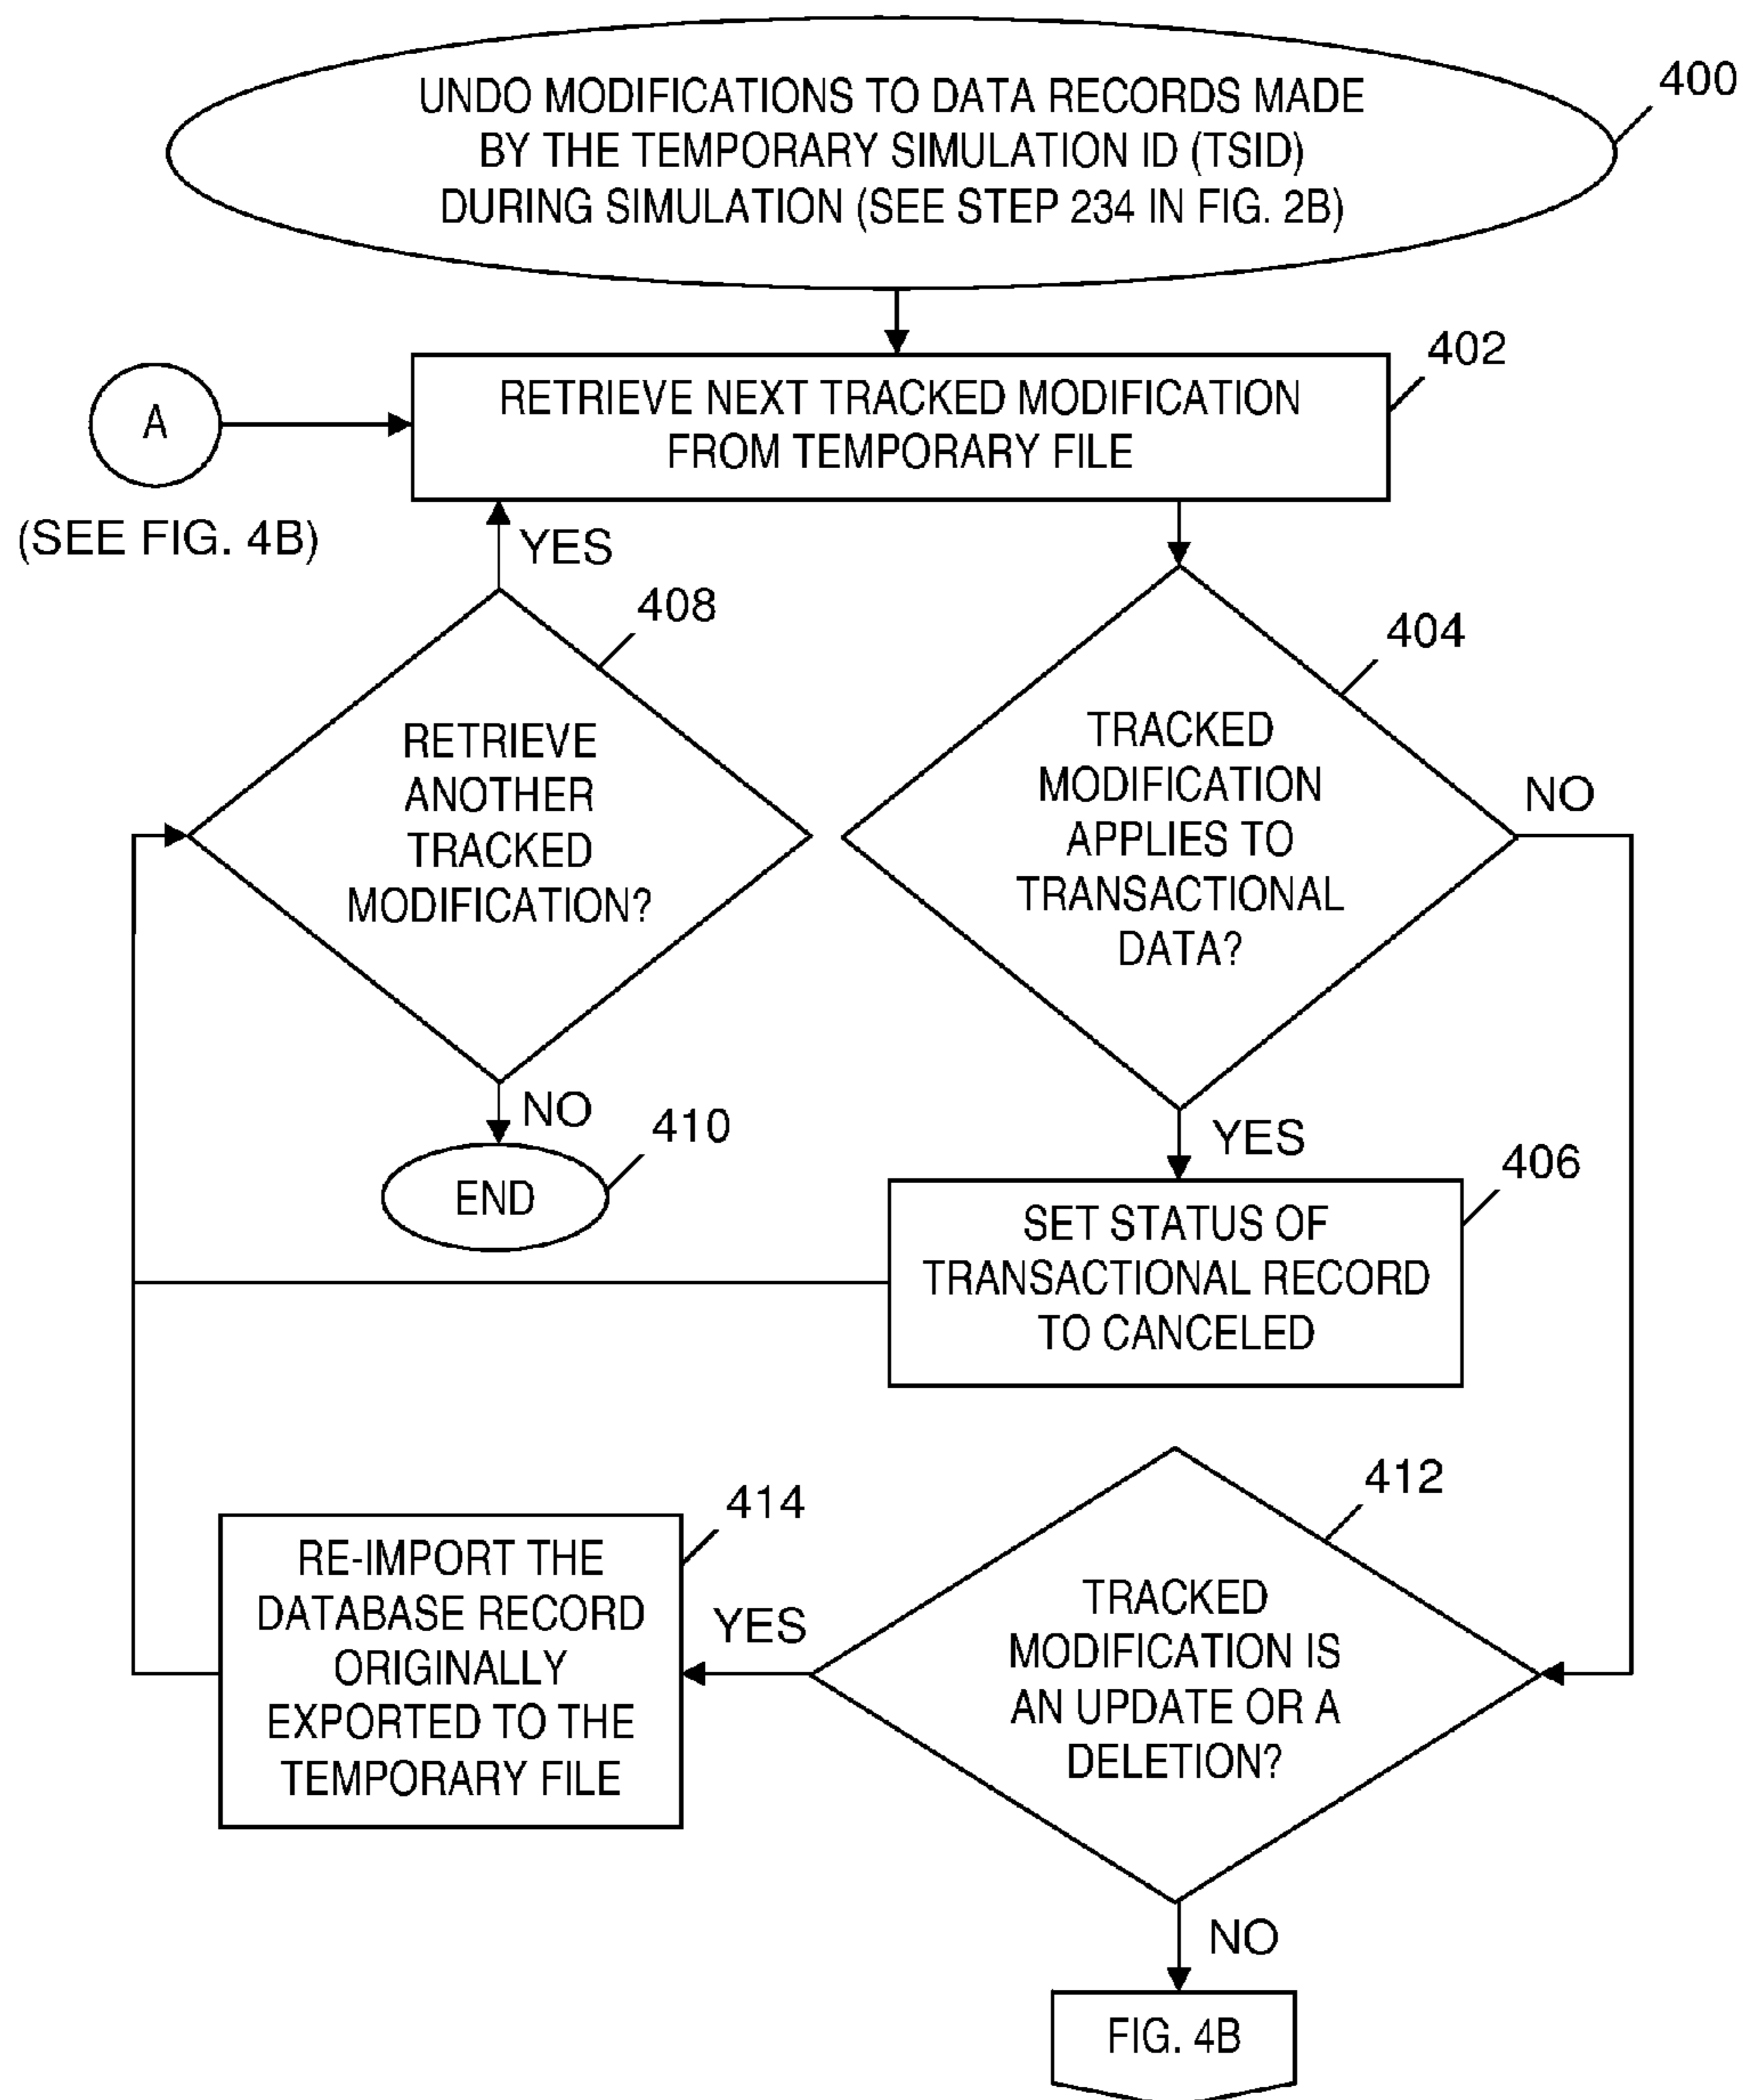 UNDO MODIFICATIONS TO DATA RECORDS MADE
BY THE TEMPORARY SIMULATION ID (TSID)
DURING SIMULATION (SEE STEP 234 IN FIG. 2B)
400
402
RETRIEVE NEXT TRACKED MODIFICATION
FROM TEMPORARY FILE
A
(SEE FIG. 4B)
YES
408
RETRIEVE
ANOTHER
TRACKED
MODIFICATION?
404
TRACKED
MODIFICATION
APPLIES TO
TRANSACTIONAL
DATA?
NO
NO
410
END
YES
406
SET STATUS OF
TRANSACTIONAL RECORD
TO CANCELED
414
RE-IMPORT THE
DATABASE RECORD
ORIGINALLY
EXPORTED TO THE
TEMPORARY FILE
YES
412
TRACKED
MODIFICATION IS
AN UPDATE OR A
DELETION?
NO
FIG. 4B